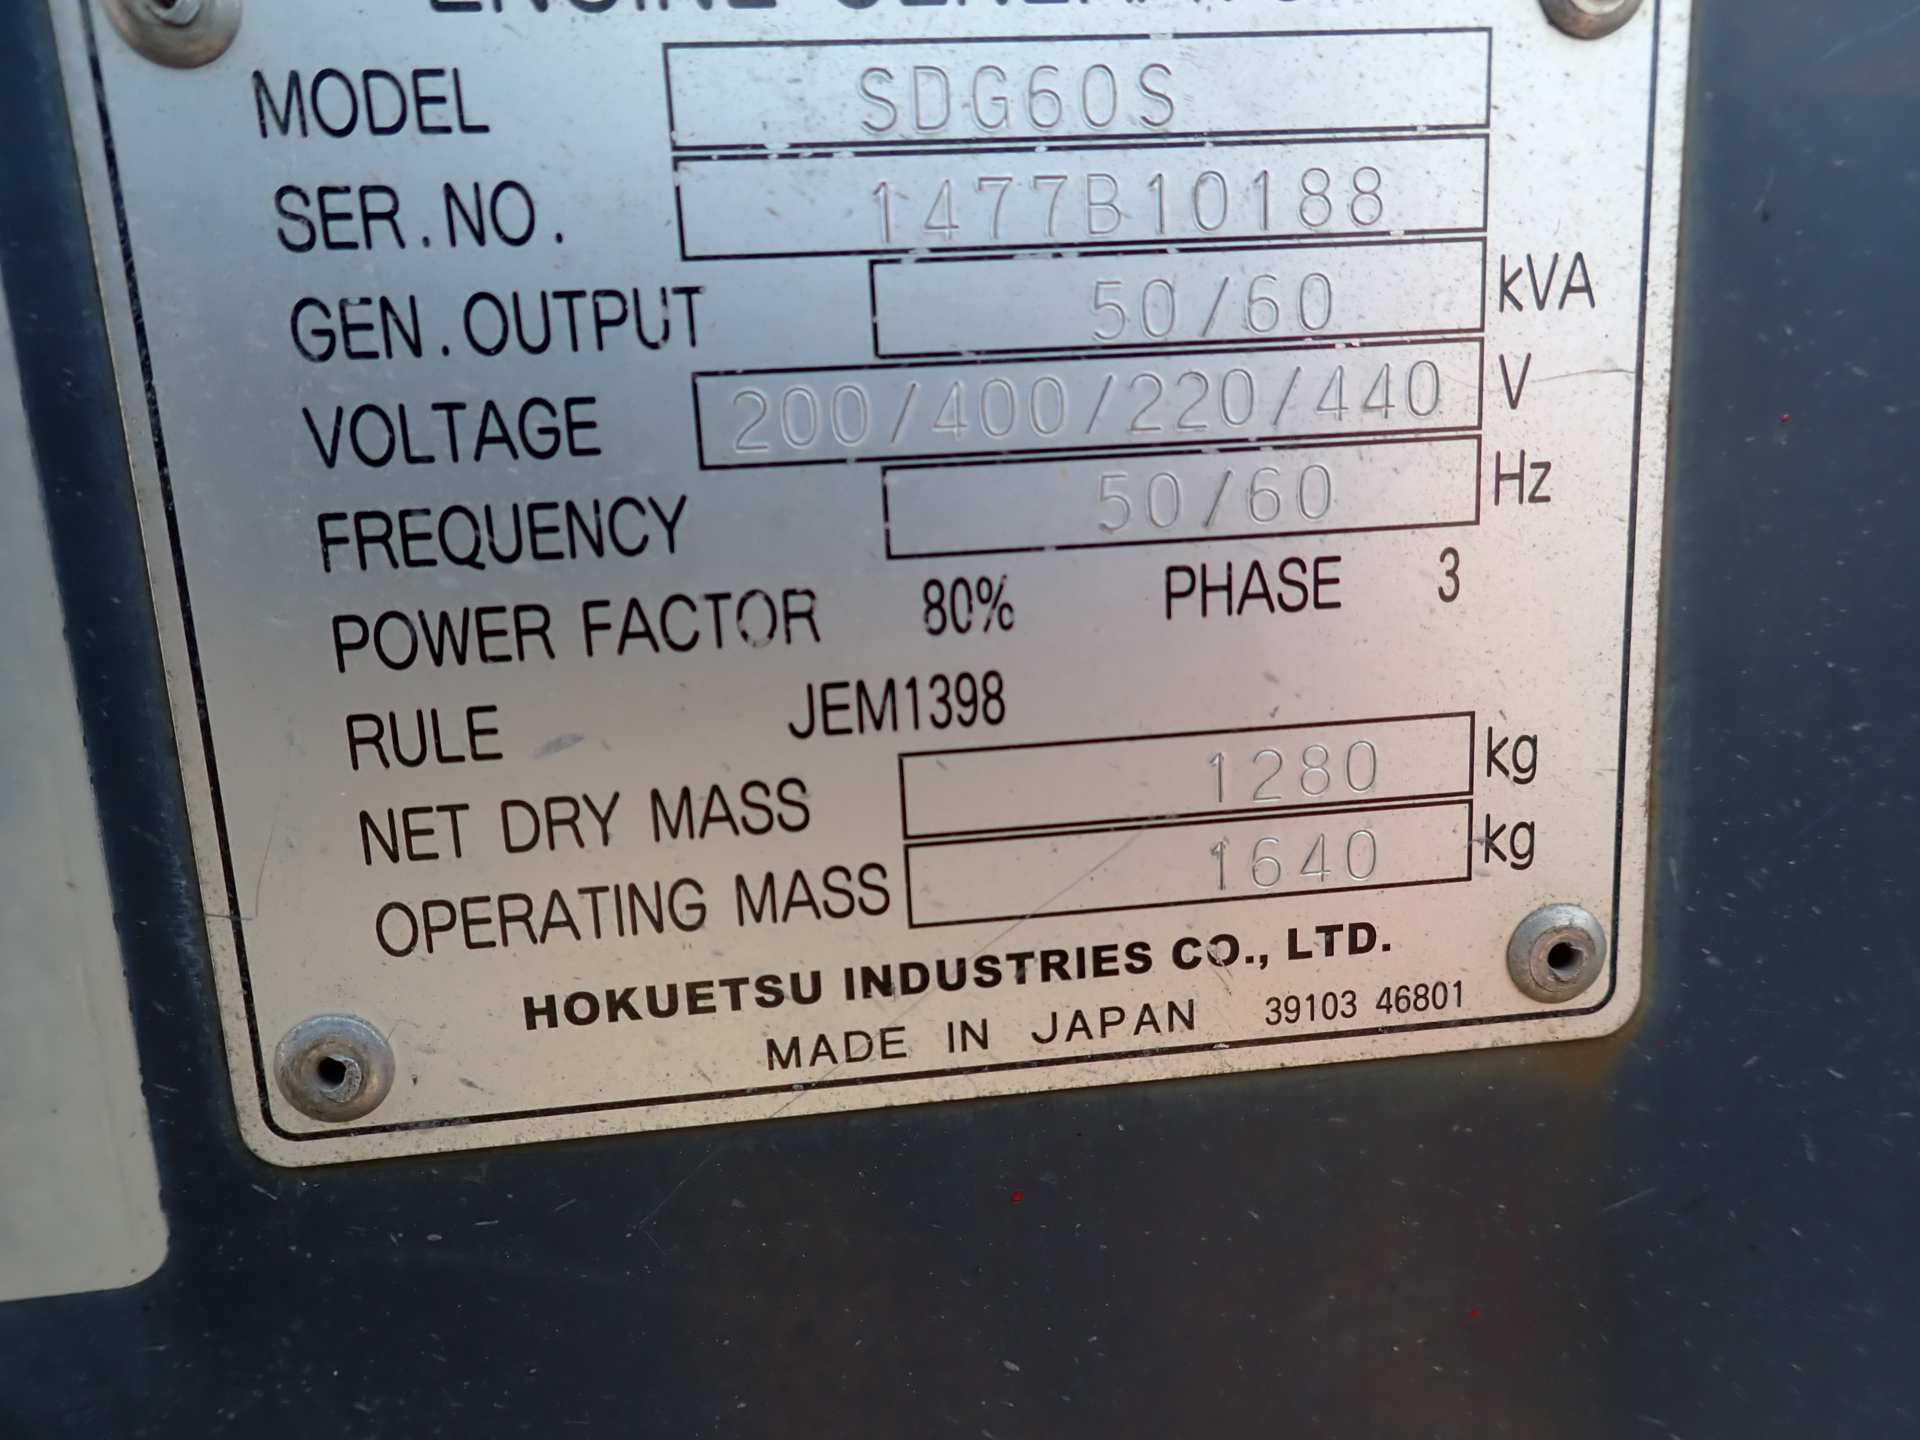 ENGINE GENERATOR
MODEL SDG60S
SER.NO. 1477B10188
GEN.OUTPUT 50/60 kVA
VOLTAGE 200/400/220/440 V
FREQUENCY 50/60 Hz
POWER FACTOR 80% PHASE 3
RULE JEM1398
NET DRY MASS 1280 kg
OPERATING MASS 1640 kg
HOKUETSU INDUSTRIES CO., LTD.
MADE IN JAPAN 39103 46801